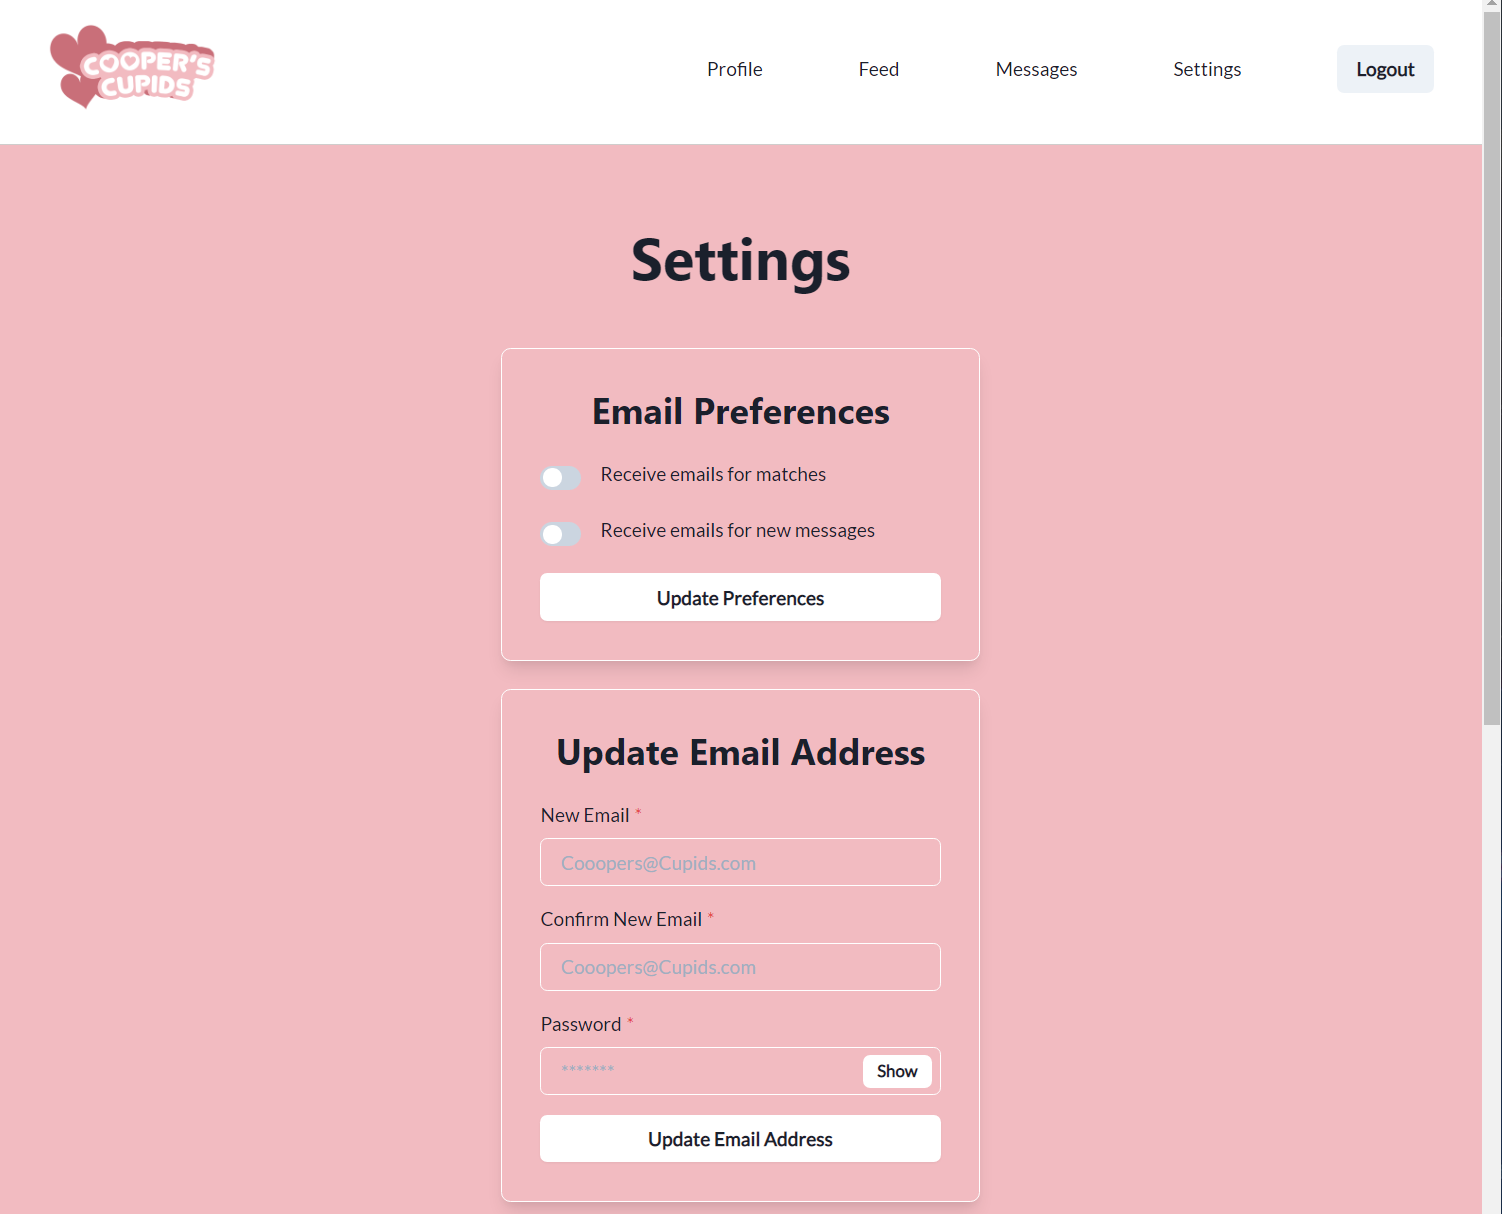 COOPER'S
CUPIDS
Profile Feed Messages Settings Logout
Settings
Email Preferences
Receive emails for matches
Receive emails for new messages
Update Preferences
Update Email Address
New Email *
Cooopers@Cupids.com
Confirm New Email *
Cooopers@Cupids.com
Password *
******* Show
Update Email Address